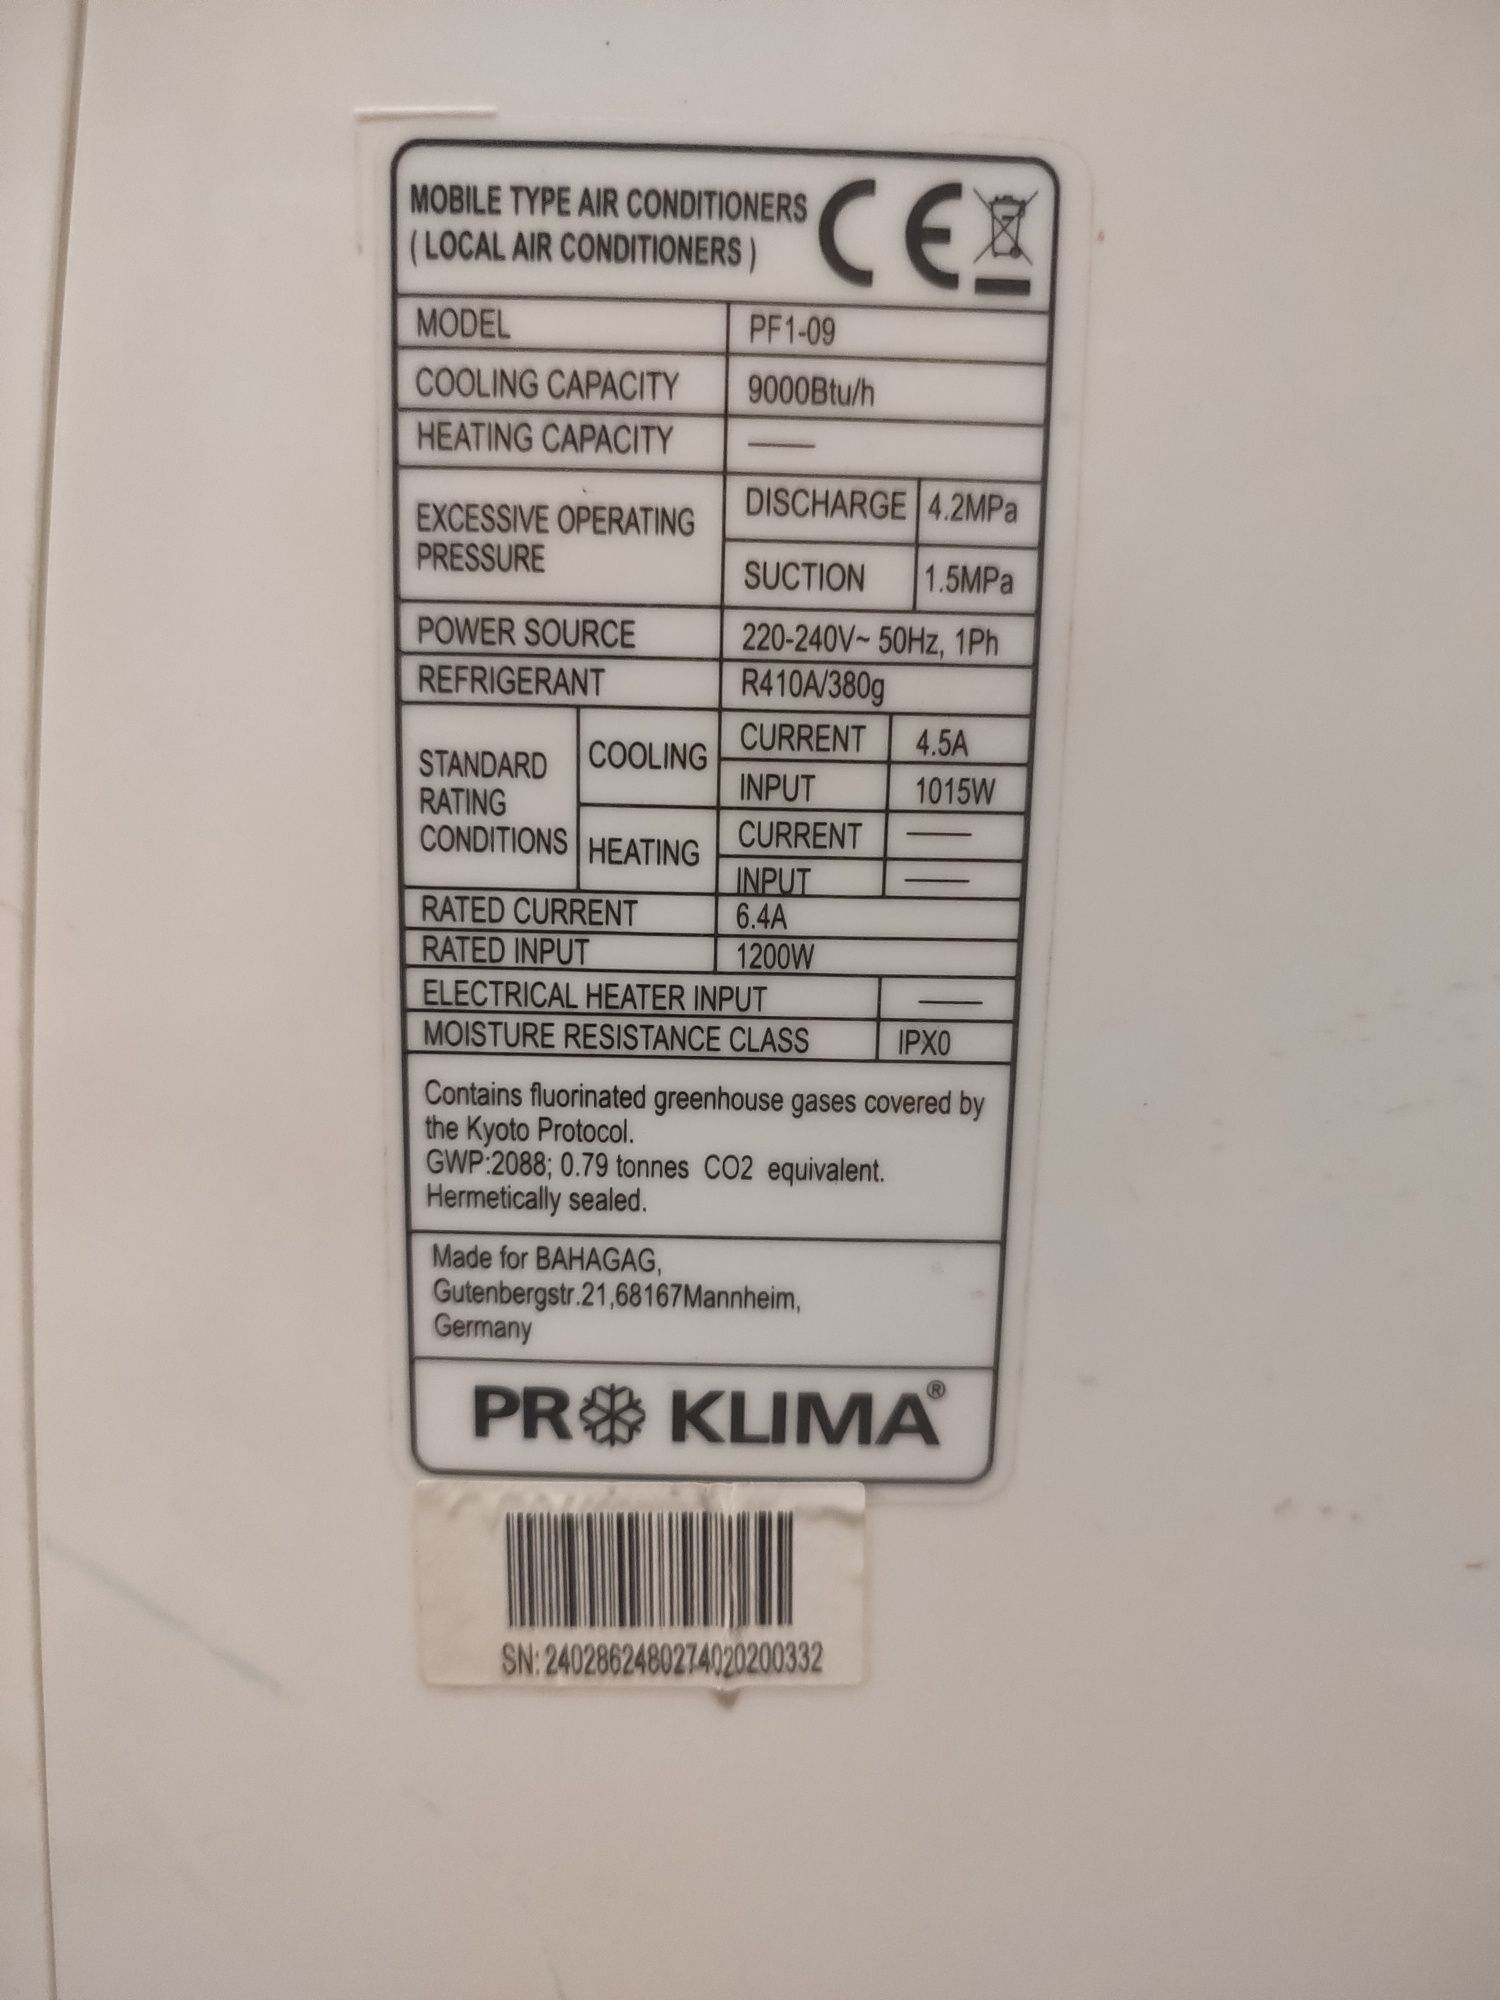 MOBILE TYPE AIR CONDITIONERS
( LOCAL AIR CONDITIONERS )
CE
MODEL PF1-09
COOLING CAPACITY 9000Btu/h
HEATING CAPACITY ——
EXCESSIVE OPERATING
PRESSURE
DISCHARGE 4.2MPa
SUCTION 1.5MPa
POWER SOURCE 220-240V~ 50Hz, 1Ph
REFRIGERANT R410A/380g
STANDARD
RATING
CONDITIONS
COOLING
CURRENT 4.5A
INPUT 1015W
HEATING
CURRENT ——
INPUT ——
RATED CURRENT 6.4A
RATED INPUT 1200W
ELECTRICAL HEATER INPUT ——
MOISTURE RESISTANCE CLASS IPX0
Contains fluorinated greenhouse gases covered by
the Kyoto Protocol.
GWP:2088; 0.79 tonnes CO2 equivalent.
Hermetically sealed.
Made for BAHAGAG,
Gutenbergstr.21,68167Mannheim,
Germany
PRO KLIMA®
SN: 2402862480274020200332